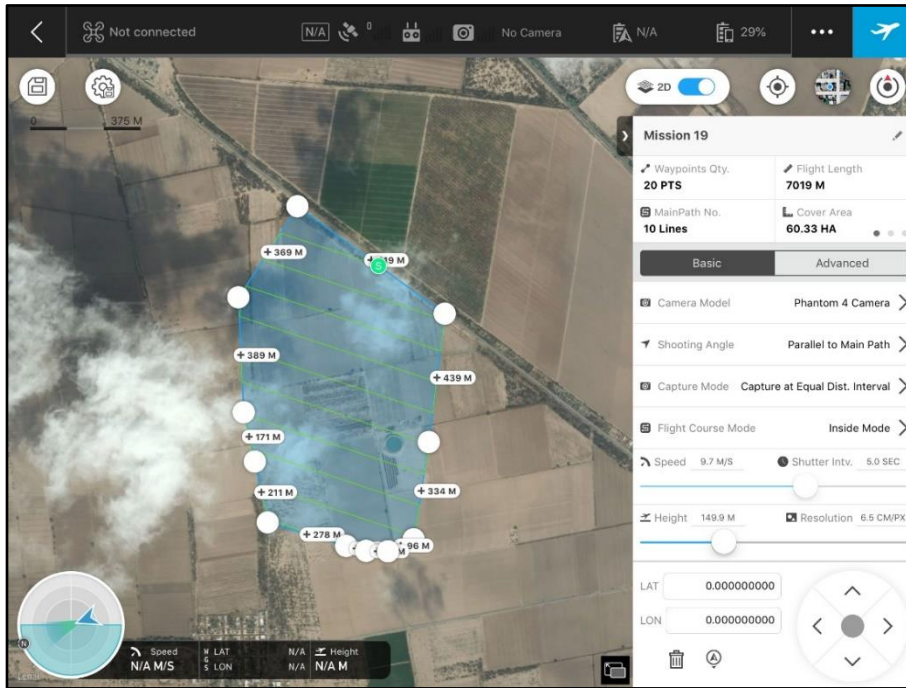 Not connected N/A 0 No Camera N/A 29%
2D
0 375 M
Mission 19
Waypoints Qty. Flight Length
20 PTS 7019 M
MainPath No. Cover Area
10 Lines 60.33 HA
Basic Advanced
Camera Model Phantom 4 Camera
Shooting Angle Parallel to Main Path
Capture Mode Capture at Equal Dist. Interval
Flight Course Mode Inside Mode
Speed 9.7 M/S Shutter Intv. 5.0 SEC
Height 149.9 M Resolution 6.5 CM/PX
LAT 0.000000000
LON 0.000000000
+ 369 M
S
+ 389 M
+ 439 M
+ 171 M
+ 211 M
+ 334 M
+ 278 M
N
Speed W LAT N/A Height
N/A M/S G S LON N/A N/A M
Legal